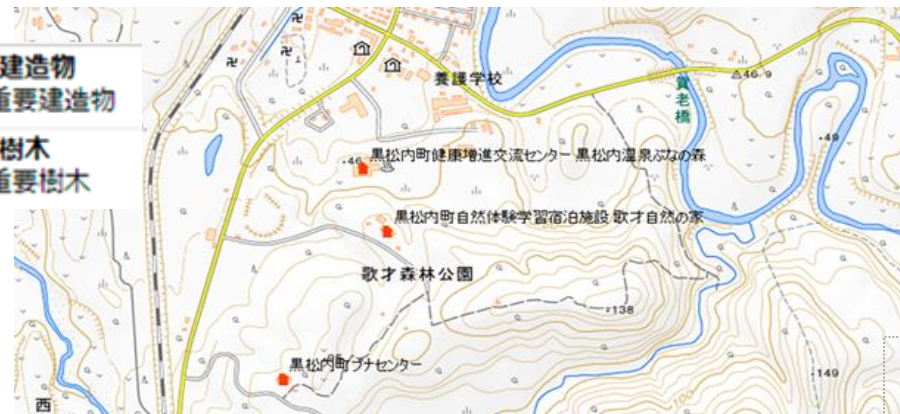 建造物
重要建造物
樹木
重要樹木
養護学校
△46.9
賀老橋
・49
・46
黒松内町健康増進交流センター 黒松内温泉ぶなの森
黒松内町自然体験学習宿泊施設 歌才自然の家
歌才森林公園
・138
黒松内町ブナセンター
・149
100
西